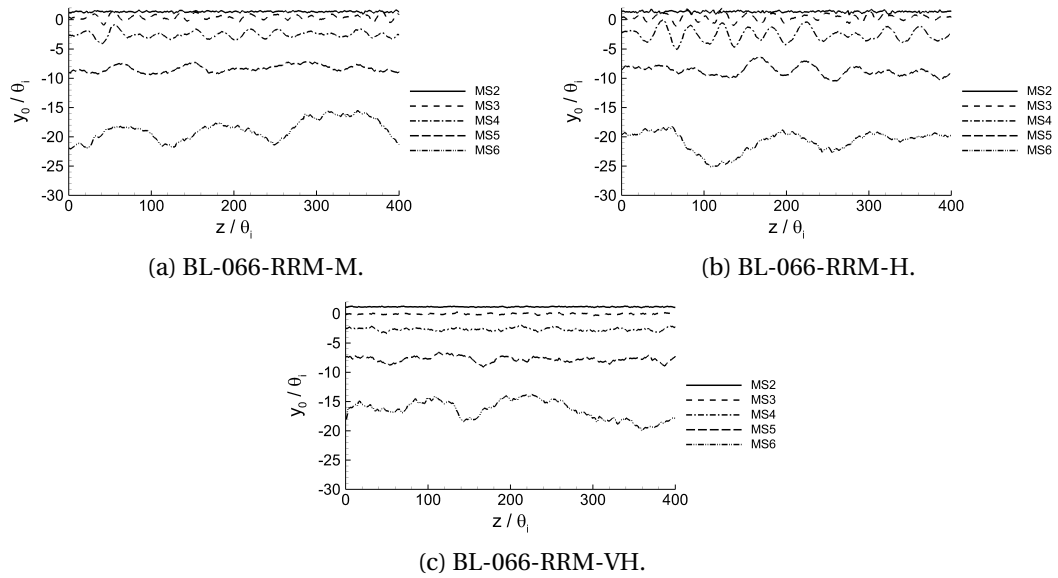 0
-5
-10
-15
-20
-25
-30
y₀ / θᵢ
0 100 200 300 400
z / θᵢ
MS2
MS3
MS4
MS5
MS6
(a) BL-066-RRM-M.
0
-5
-10
-15
-20
-25
-30
y₀ / θᵢ
0 100 200 300 400
z / θᵢ
MS2
MS3
MS4
MS5
MS6
(b) BL-066-RRM-H.
0
-5
-10
-15
-20
-25
-30
y₀ / θᵢ
0 100 200 300 400
z / θᵢ
MS2
MS3
MS4
MS5
MS6
(c) BL-066-RRM-VH.